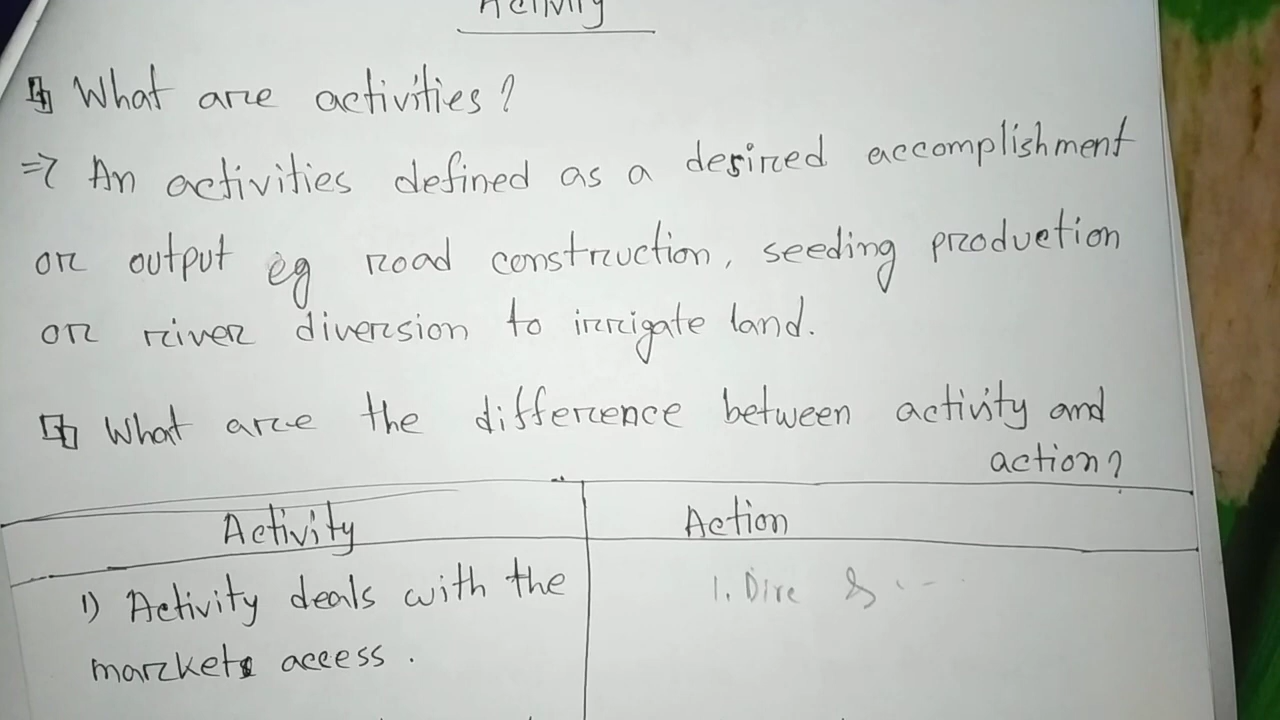 Activity
What are activities?
=> An activities defined as a desired accomplishment
or output eg road construction, seeding production
or river diversion to irrigate land.
What are the difference between activity and
action?
Activity Action
1) Activity deals with the 1. Dire
markets access.